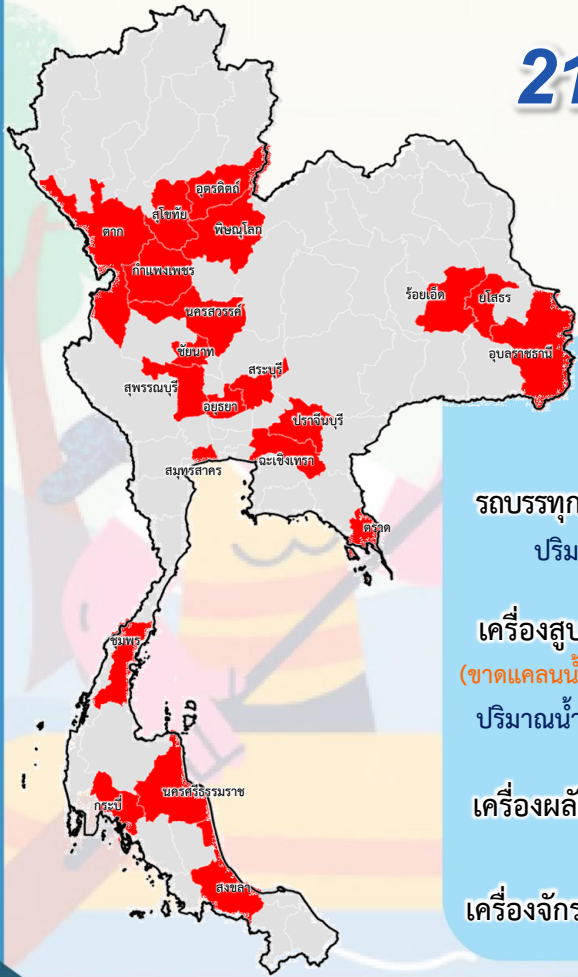 21
อุตรดิตถ์
สุโขทัย
ตาก
พิษณุโลก
กำแพงเพชร
นครสวรรค์
ร้อยเอ็ด
ยโสธร
ชัยนาท
อุบลราชธานี
สระบุรี
สุพรรณบุรี
อยุธยา
ปราจีนบุรี
สมุทรสาคร
ฉะเชิงเทรา
ตราด
ชุมพร
กระบี่
นครศรีธรรมราช
สงขลา
รถบรรทุก
ปริม
เครื่องสูบ
(ขาดแคลนน้
ปริมาณน้ำ
เครื่องผลั
เครื่องจักร